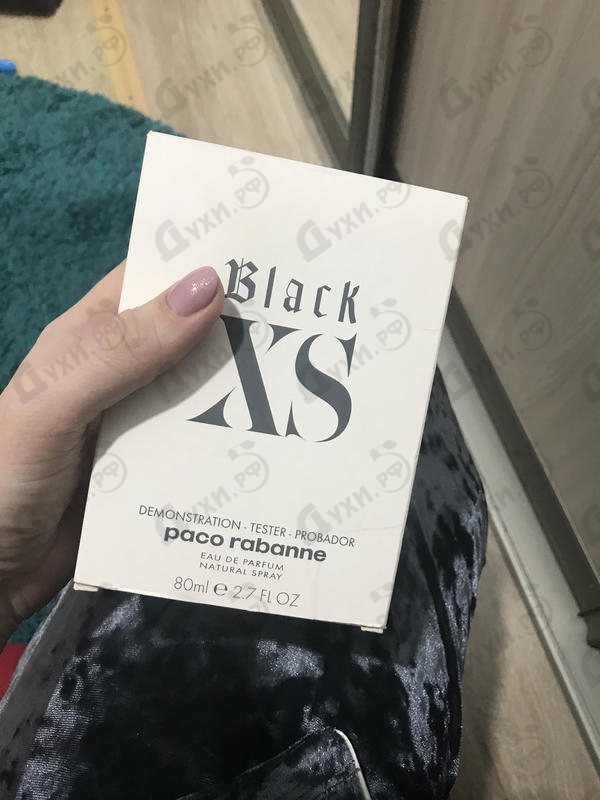 Black
XS
DEMONSTRATION - TESTER - PROBADOR
paco rabanne
EAU DE PARFUM
NATURAL SPRAY
80ml e 2.7 FL OZ
Духи.РФ